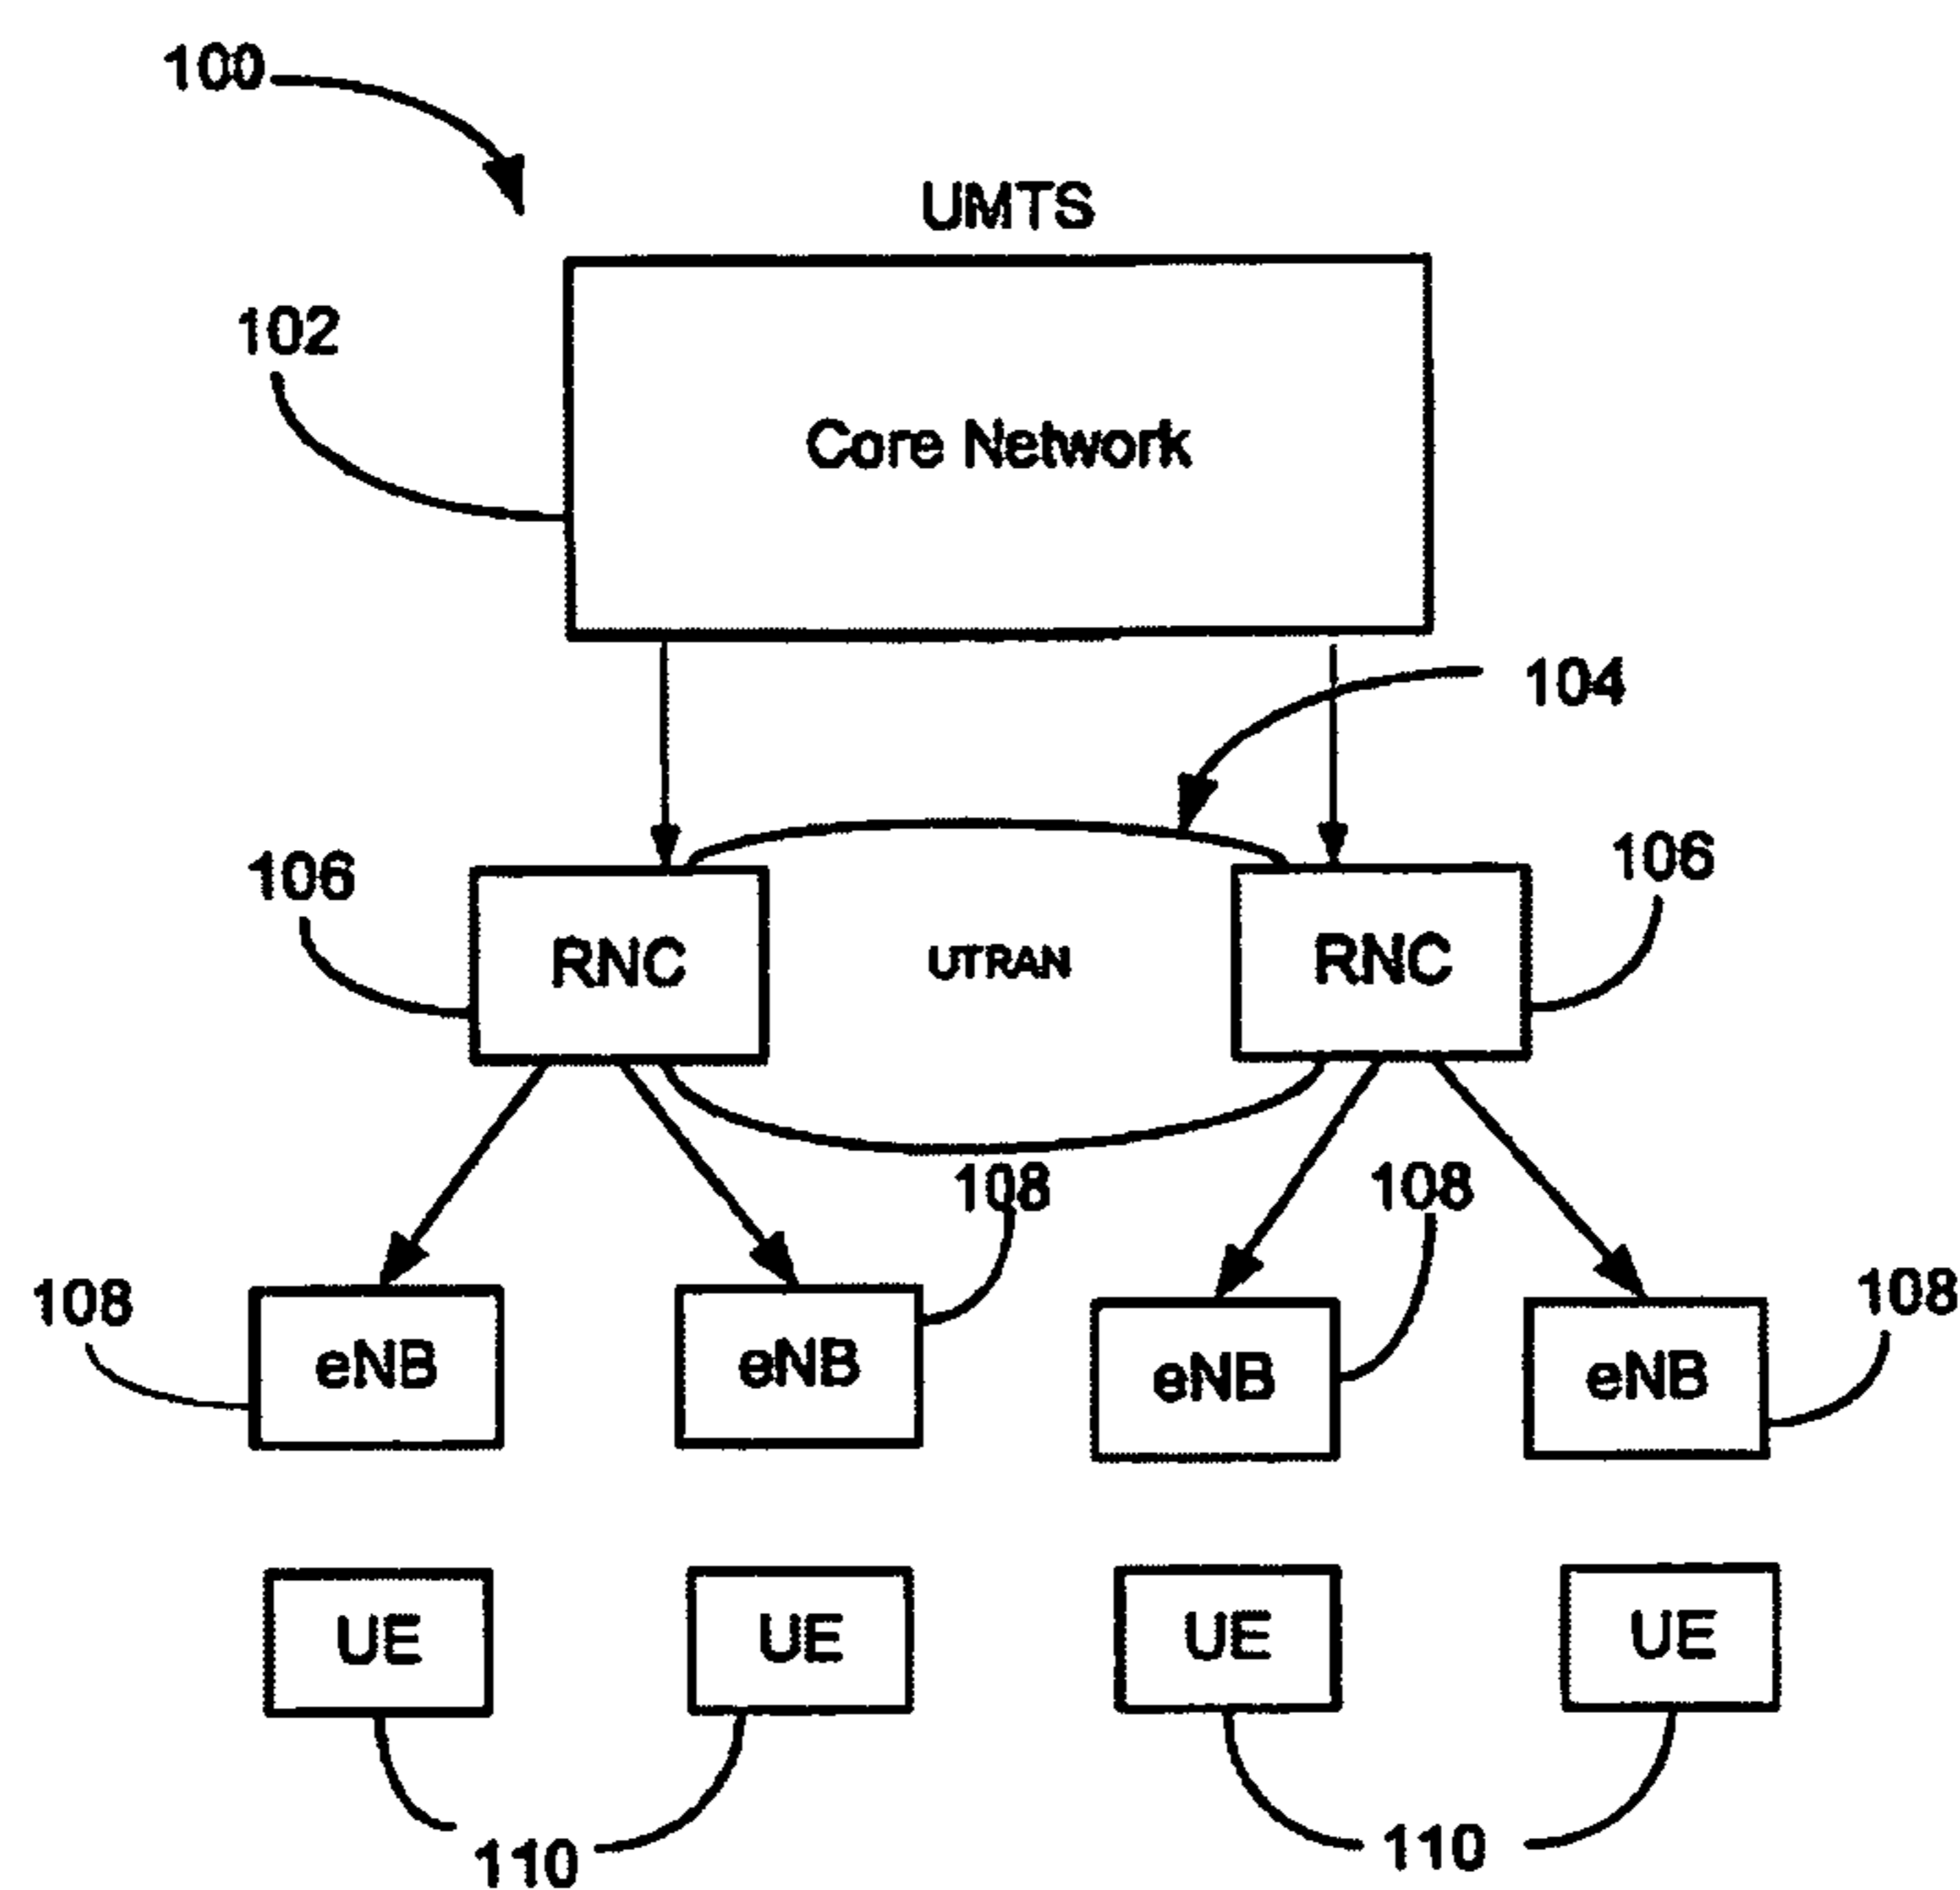 100
UMTS
102
Core Network
104
106
106
RNC
UTRAN
RNC
108
108
108
108
eNB
eNB
eNB
eNB
UE
UE
UE
UE
110
110